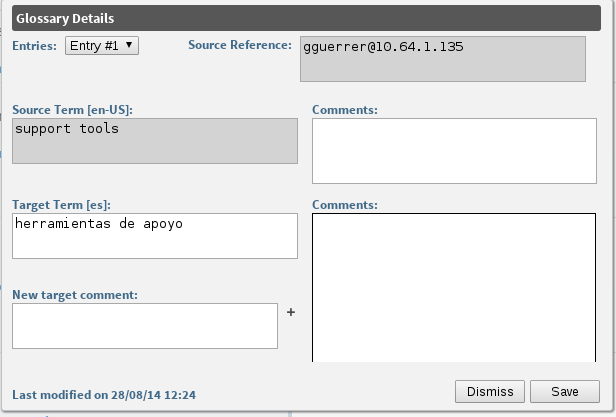 Glossary Details
Entries: Entry #1 Source Reference: gguerrer@10.64.1.135
Source Term [en-US]: Comments:
support tools
Target Term [es]: Comments:
herramientas de apoyo
New target comment:
+
Last modified on 28/08/14 12:24 Dismiss Save